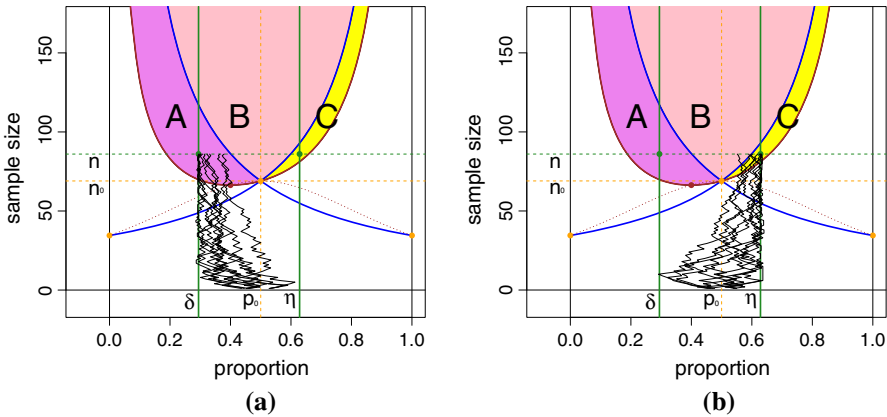 150
100
50
0
sample size
n
n₀
A B C
δ p₀ η
0.0 0.2 0.4 0.6 0.8 1.0
proportion
(a)
150
100
50
0
sample size
n
n₀
A B C
δ p₀ η
0.0 0.2 0.4 0.6 0.8 1.0
proportion
(b)